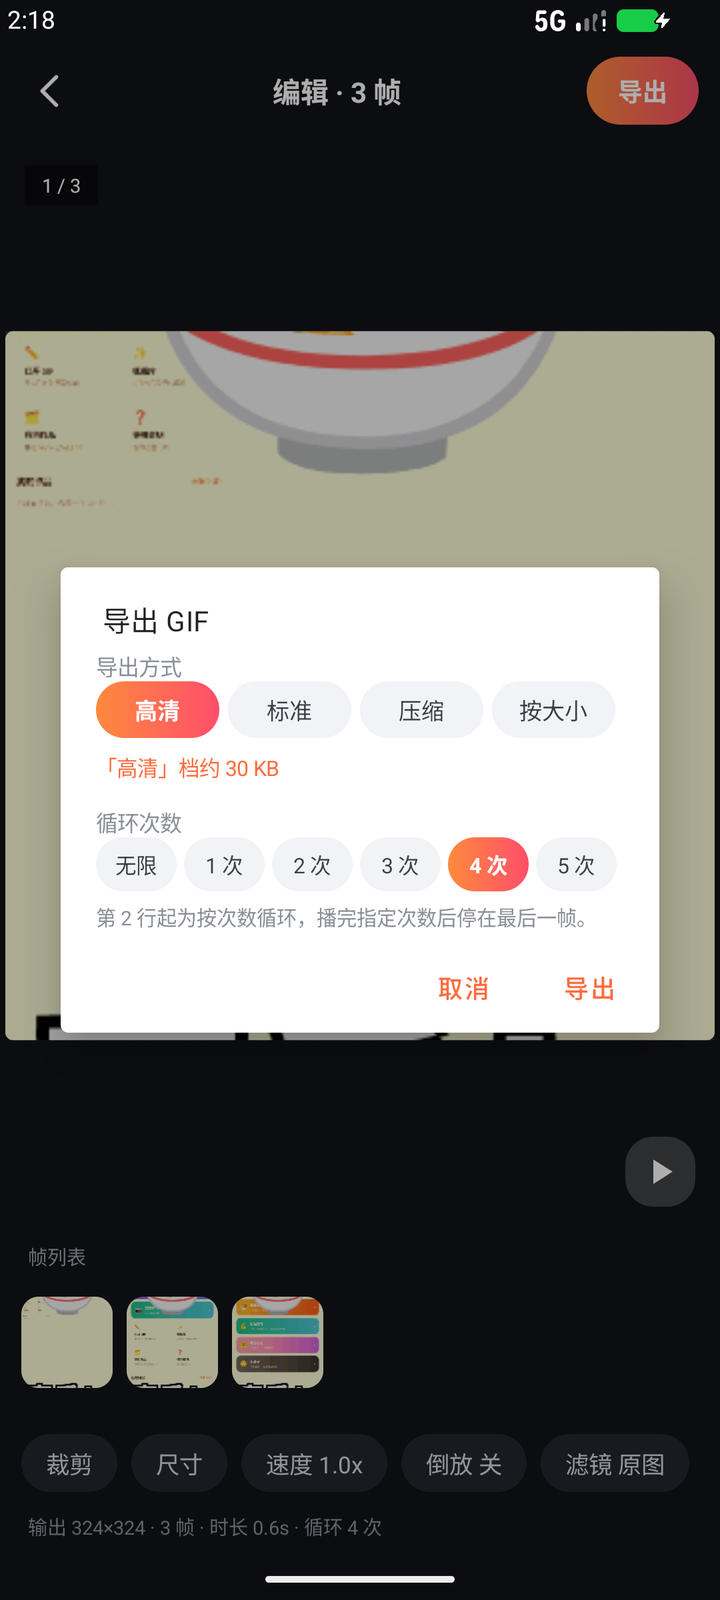 2:18
5G
编辑 · 3 帧
导出
1 / 3
导出 GIF
导出方式
高清
标准
压缩
按大小
「高清」档约 30 KB
循环次数
无限
1 次
2 次
3 次
4 次
5 次
第 2 行起为按次数循环，播完指定次数后停在最后一帧。
取消
导出
帧列表
裁剪
尺寸
速度 1.0x
倒放 关
滤镜 原图
输出 324×324 · 3 帧 · 时长 0.6s · 循环 4 次